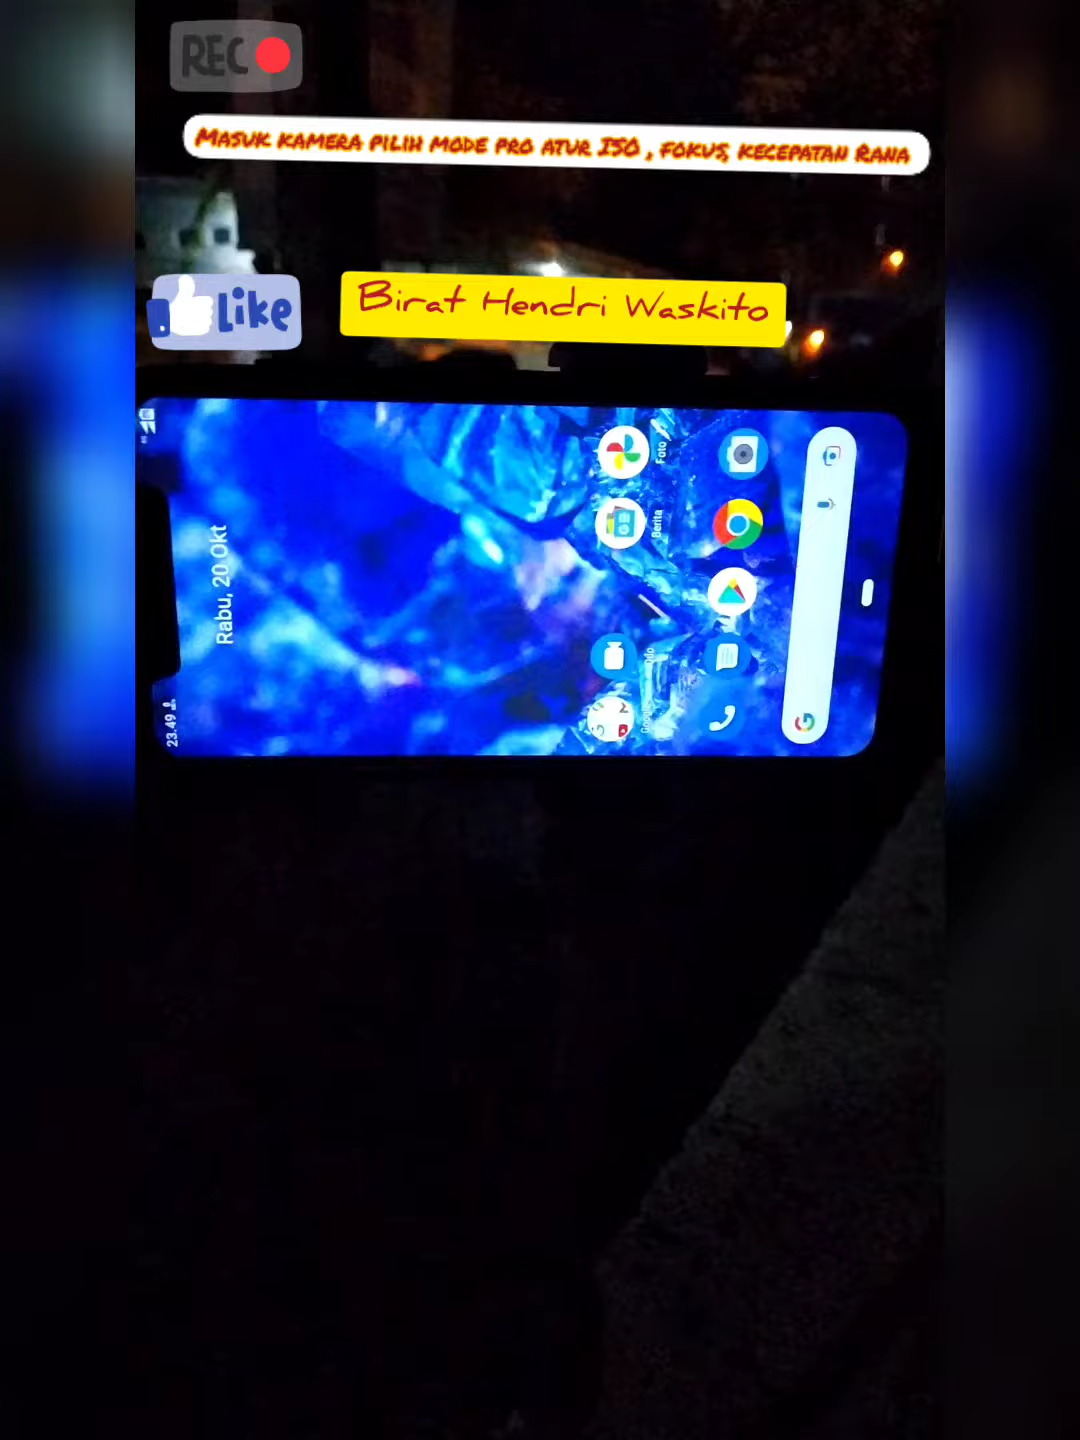 REC
Masuk kamera pilih mode pro atur ISO , fokus, kecepatan Rana
Like
Birat Hendri Waskito
23.49
Rabu, 20 Okt
Foto
Berita